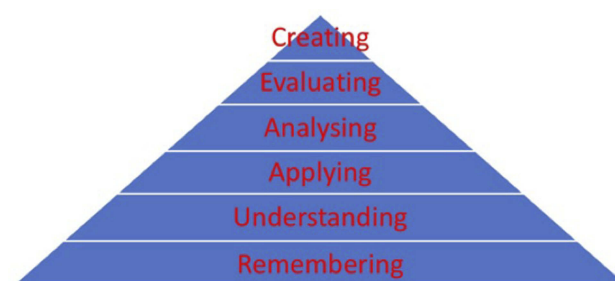 Creating
Evaluating
Analysing
Applying
Understanding
Remembering